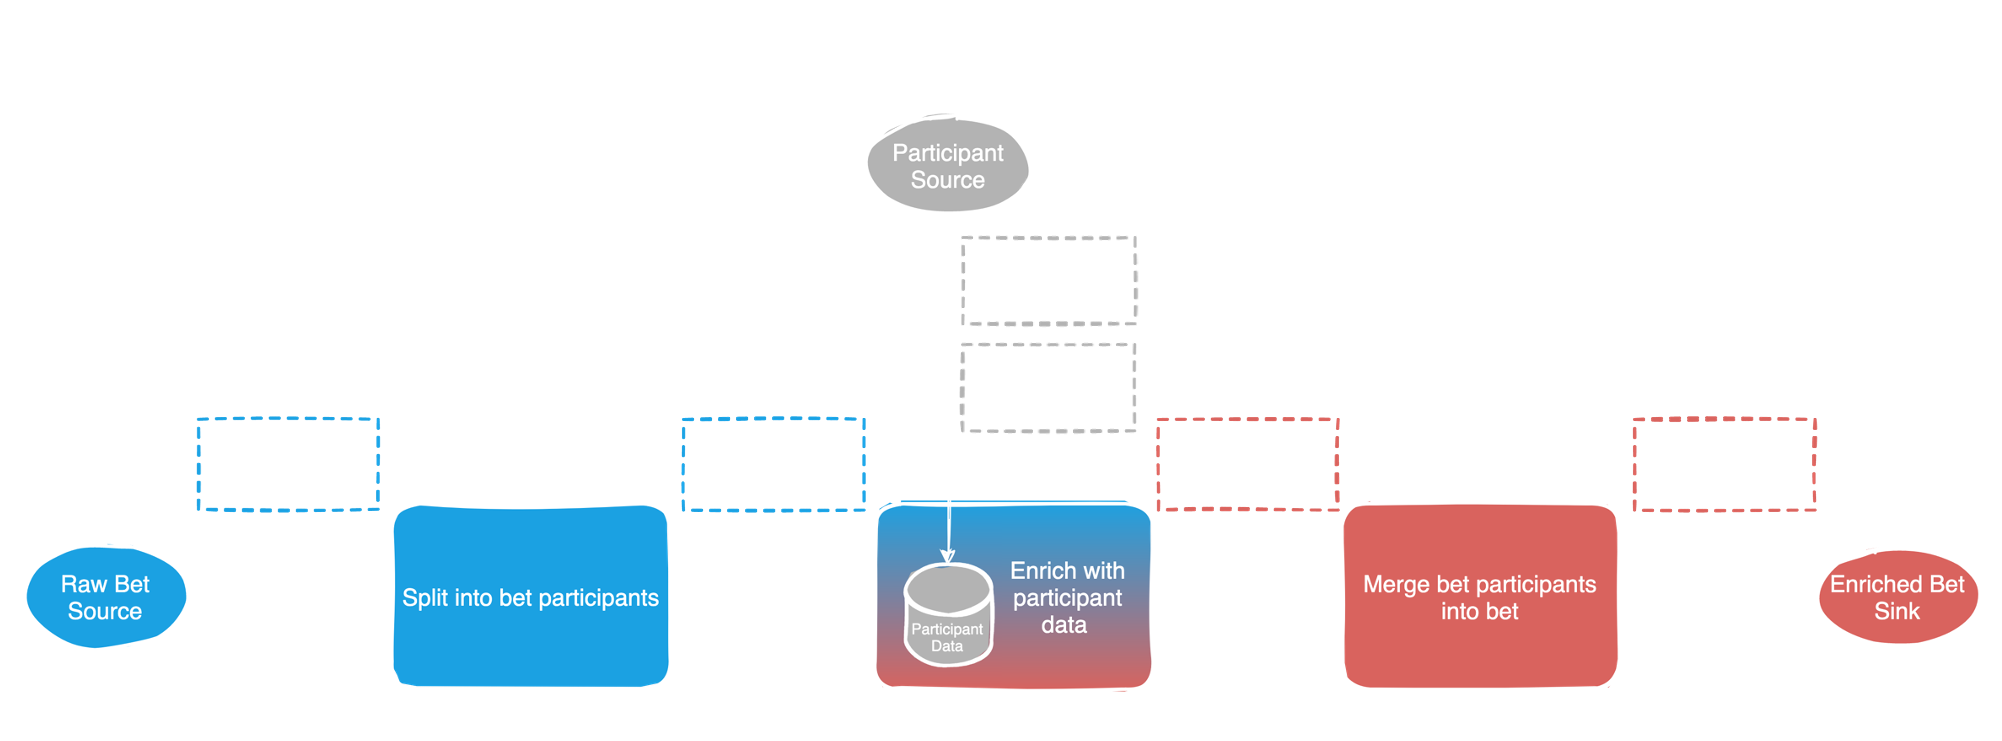 Participant
Source
Raw Bet
Source
Split into bet participants
Participant
Data
Enrich with
participant
data
Merge bet participants
into bet
Enriched Bet
Sink